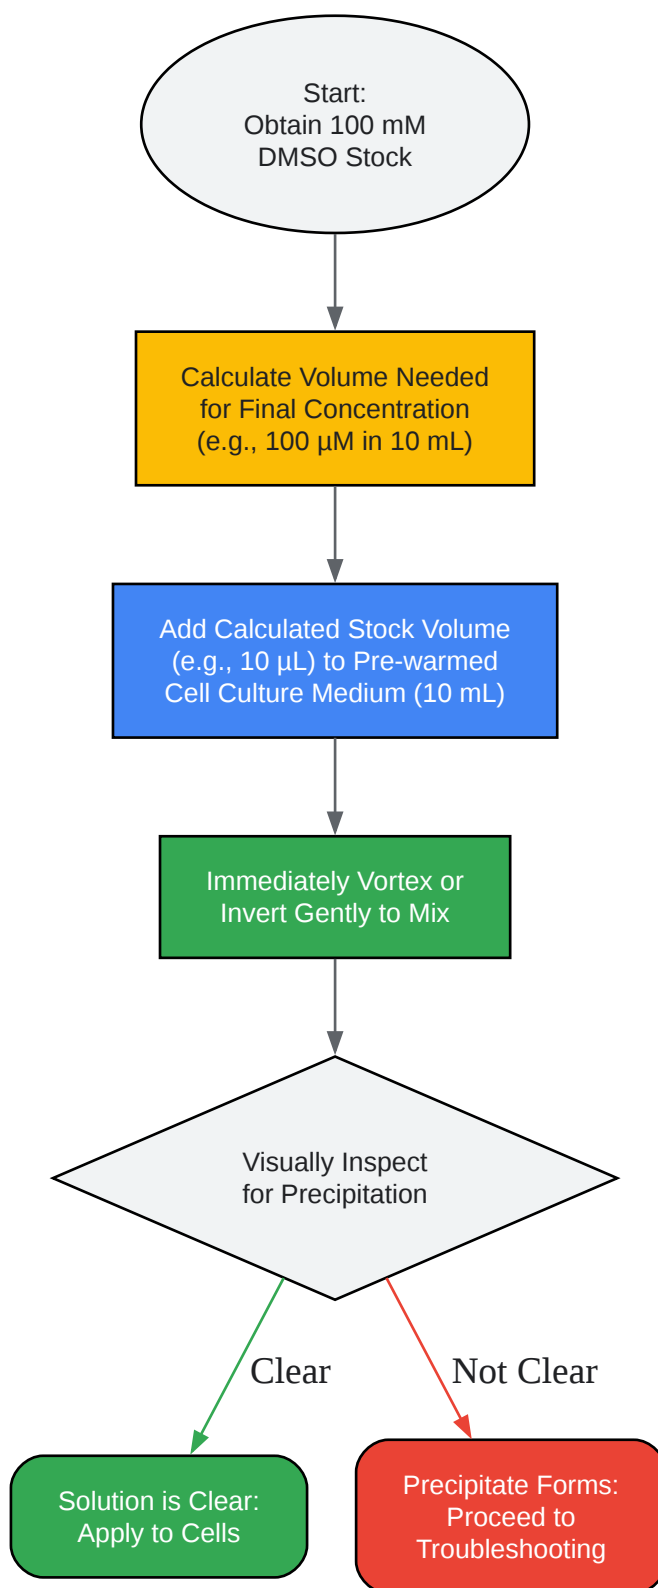 Start:
Obtain 100 mM
DMSO Stock
Calculate Volume Needed
for Final Concentration
(e.g., 100 µM in 10 mL)
Add Calculated Stock Volume
(e.g., 10 µL) to Pre-warmed
Cell Culture Medium (10 mL)
Immediately Vortex or
Invert Gently to Mix
Visually Inspect
for Precipitation
Clear
Not Clear
Solution is Clear:
Apply to Cells
Precipitate Forms:
Proceed to
Troubleshooting